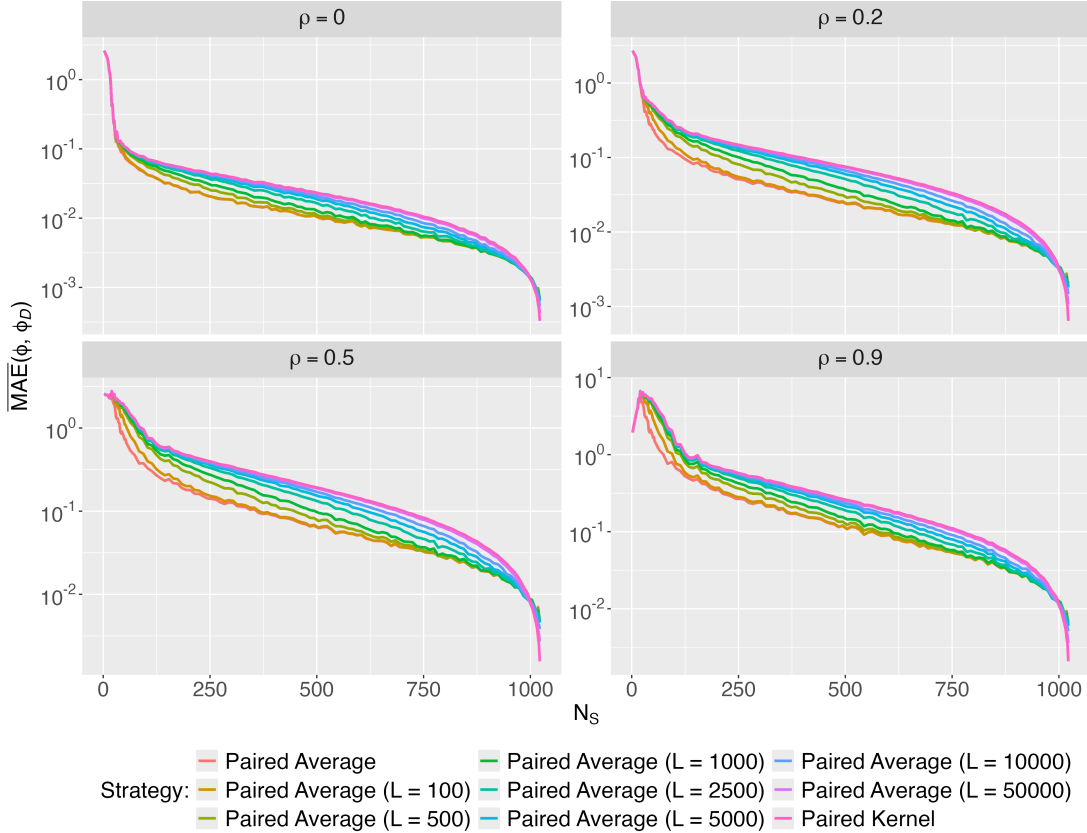 ρ = 0
ρ = 0.2
10⁰
10⁻¹
10⁻²
10⁻³
10⁰
10⁻¹
10⁻²
10⁻³
MAE(ϕ, ϕ_D)
ρ = 0.5
ρ = 0.9
10⁰
10⁻¹
10⁻²
10¹
10⁰
10⁻¹
10⁻²
0 250 500 750 1000
0 250 500 750 1000
N_S
Strategy:
Paired Average
Paired Average (L = 100)
Paired Average (L = 500)
Paired Average (L = 1000)
Paired Average (L = 2500)
Paired Average (L = 5000)
Paired Average (L = 10000)
Paired Average (L = 50000)
Paired Kernel